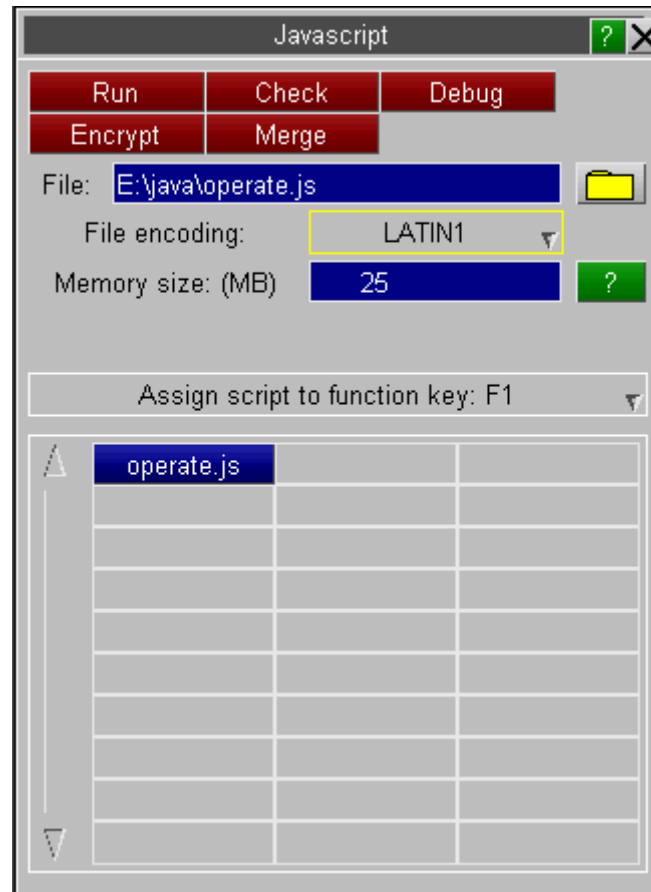 Javascript ? X
Run Check Debug
Encrypt Merge
File: E:\java\operate.js
File encoding: LATIN1
Memory size: (MB) 25 ?
Assign script to function key: F1
operate.js